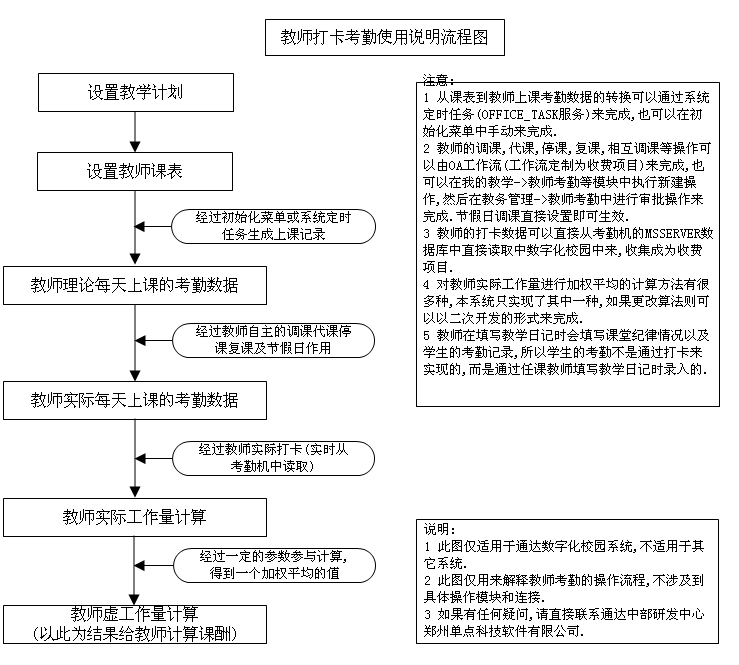 教师打卡考勤使用说明流程图
设置教学计划
设置教师课表
经过初始化菜单或系统定时
任务生成上课记录
教师理论每天上课的考勤数据
经过教师自主的调课代课停
课复课及节假日作用
教师实际每天上课的考勤数据
经过教师实际打卡(实时从
考勤机中读取)
教师实际工作量计算
经过一定的参数参与计算,
得到一个加权平均的值
教师虚工作量计算
(以此为结果给教师计算课酬)
注意:
1 从课表到教师上课考勤数据的转换可以通过系统
定时任务(OFFICE_TASK服务)来完成,也可以在初
始化菜单中手动来完成.
2 教师的调课,代课,停课,复课,相互调课等操作可
以由OA工作流(工作流定制为收费项目)来完成,也
可以在我的教学->教师考勤等模块中执行新建操
作,然后在教务管理->教师考勤中进行审批操作来
完成.节假日调课直接设置即可生效.
3 教师的打卡数据可以直接从考勤机的MSSERVER数
据库中直接读取中数字化校园中来,收集成为收费
项目.
4 对教师实际工作量进行加权平均的计算方法有很
多种,本系统只实现了其中一种,如果更改算法则可
以以二次开发的形式来完成.
5 教师在填写教学日记时会填写课堂纪律情况以及
学生的考勤记录,所以学生的考勤不是通过打卡来
实现的,而是通过任课教师填写教学日记时录入的.
说明:
1 此图仅适用于通达数字化校园系统,不适用于其
它系统.
2 此图仅用来解释教师考勤的操作流程,不涉及到
具体操作模块和连接.
3 如果有任何疑问,请直接联系通达中部研发中心
郑州单点科技软件有限公司.